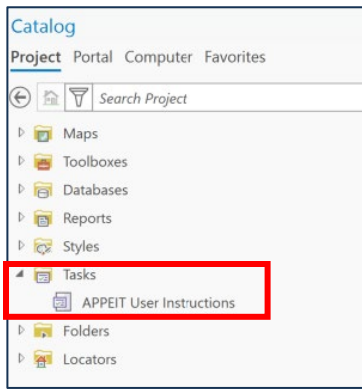 Catalog
Project Portal Computer Favorites
Search Project
Maps
Toolboxes
Databases
Reports
Styles
Tasks
APPEIT User Instructions
Folders
Locators